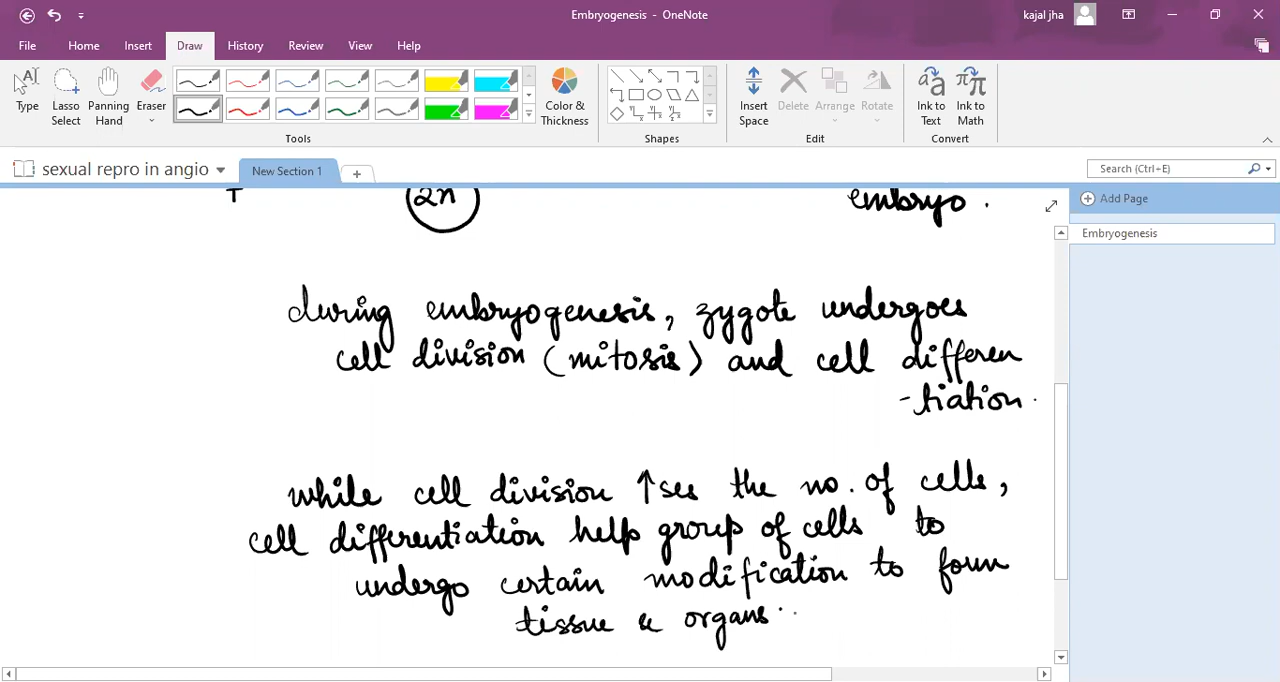 Embryogenesis - OneNote
kajal jha
File Home Insert Draw History Review View Help
Type
Lasso Select
Panning Hand
Eraser
Color & Thickness
Insert Space
Delete
Arrange
Rotate
Ink to Text
Ink to Math
Tools
Shapes
Edit
Convert
sexual repro in angio
New Section 1
Search (Ctrl+E)
Add Page
Embryogenesis
2n
embryo.
during embryogenesis, zygote undergoes
cell division (mitosis) and cell differen
-tiation.
while cell division ↑ses the no. of cells,
cell differentiation help group of cells to
undergo certain modification to form
tissue & organs..